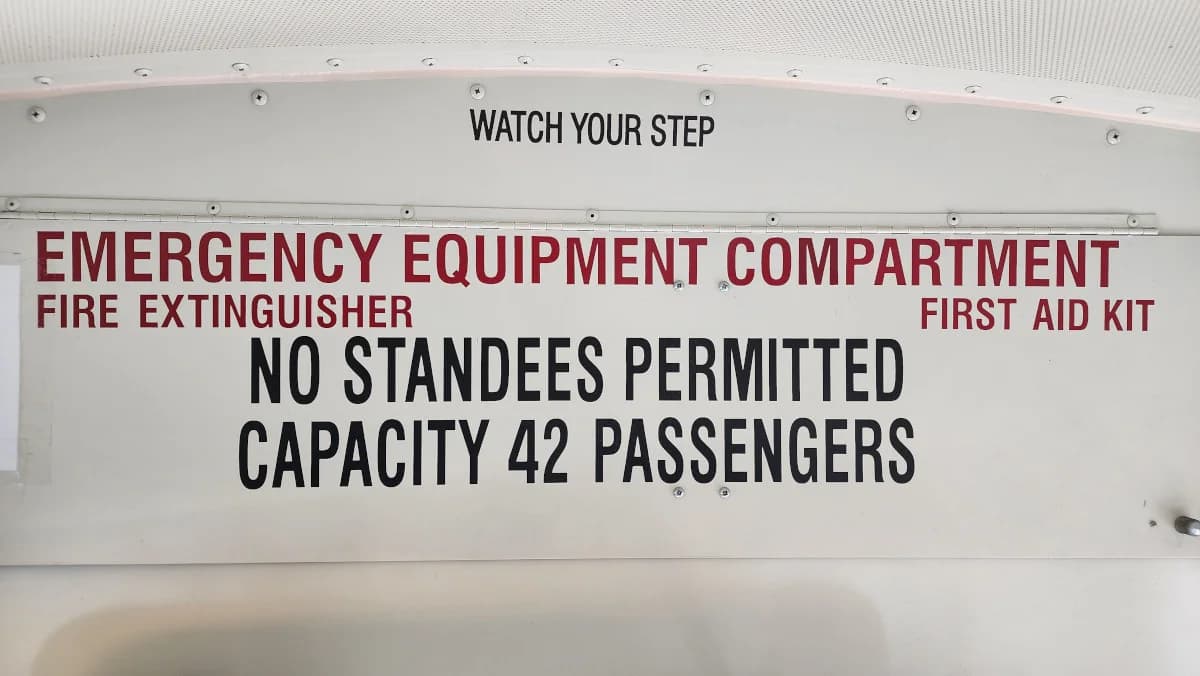 WATCH YOUR STEP
EMERGENCY EQUIPMENT COMPARTMENT
FIRE EXTINGUISHER FIRST AID KIT
NO STANDEES PERMITTED
CAPACITY 42 PASSENGERS